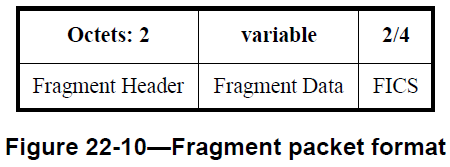 Octets: 2 variable 2/4
Fragment Header Fragment Data FICS
Figure 22-10—Fragment packet format